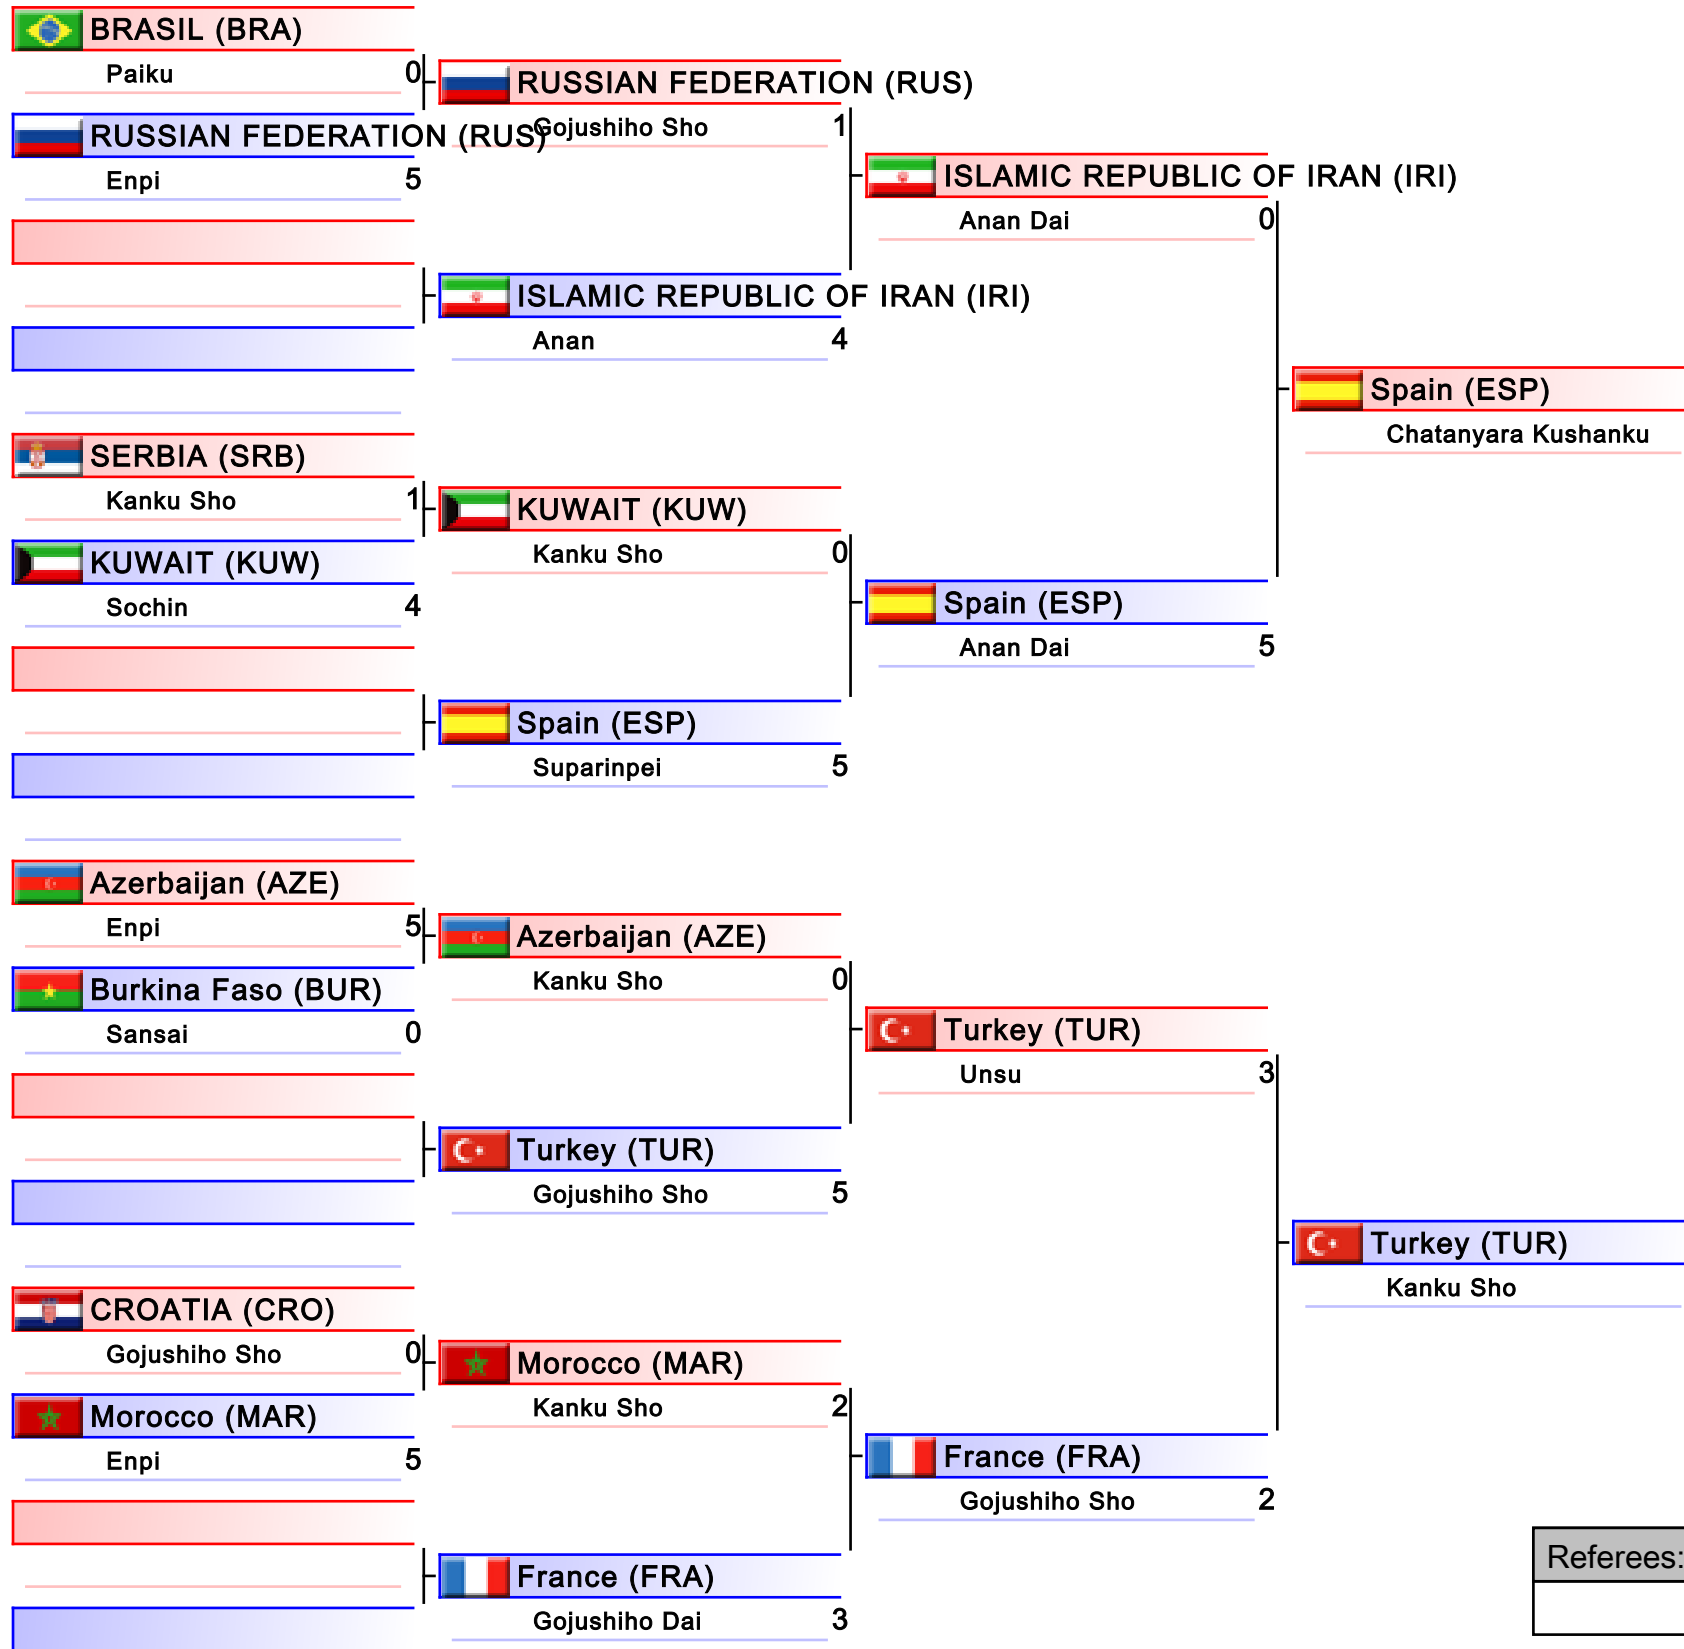 BRASIL (BRA)
Paiku 0
RUSSIAN FEDERATION (RUS)
Enpi 5
SERBIA (SRB)
Kanku Sho 1
KUWAIT (KUW)
Sochin 4
Azerbaijan (AZE)
Enpi 5
Burkina Faso (BUR)
Sansai 0
CROATIA (CRO)
Gojushiho Sho 0
Morocco (MAR)
Enpi 5
RUSSIAN FEDERATION (RUS)
Gojushiho Sho 1
ISLAMIC REPUBLIC OF IRAN (IRI)
Anan 4
KUWAIT (KUW)
Kanku Sho 0
Spain (ESP)
Suparinpei 5
Azerbaijan (AZE)
Kanku Sho 0
Turkey (TUR)
Gojushiho Sho 5
Morocco (MAR)
Kanku Sho 2
France (FRA)
Gojushiho Dai 3
ISLAMIC REPUBLIC OF IRAN (IRI)
Anan Dai 0
Spain (ESP)
Anan Dai 5
Turkey (TUR)
Unsu 3
France (FRA)
Gojushiho Sho 2
Spain (ESP)
Chatanyara Kushanku
Turkey (TUR)
Kanku Sho
Referees: